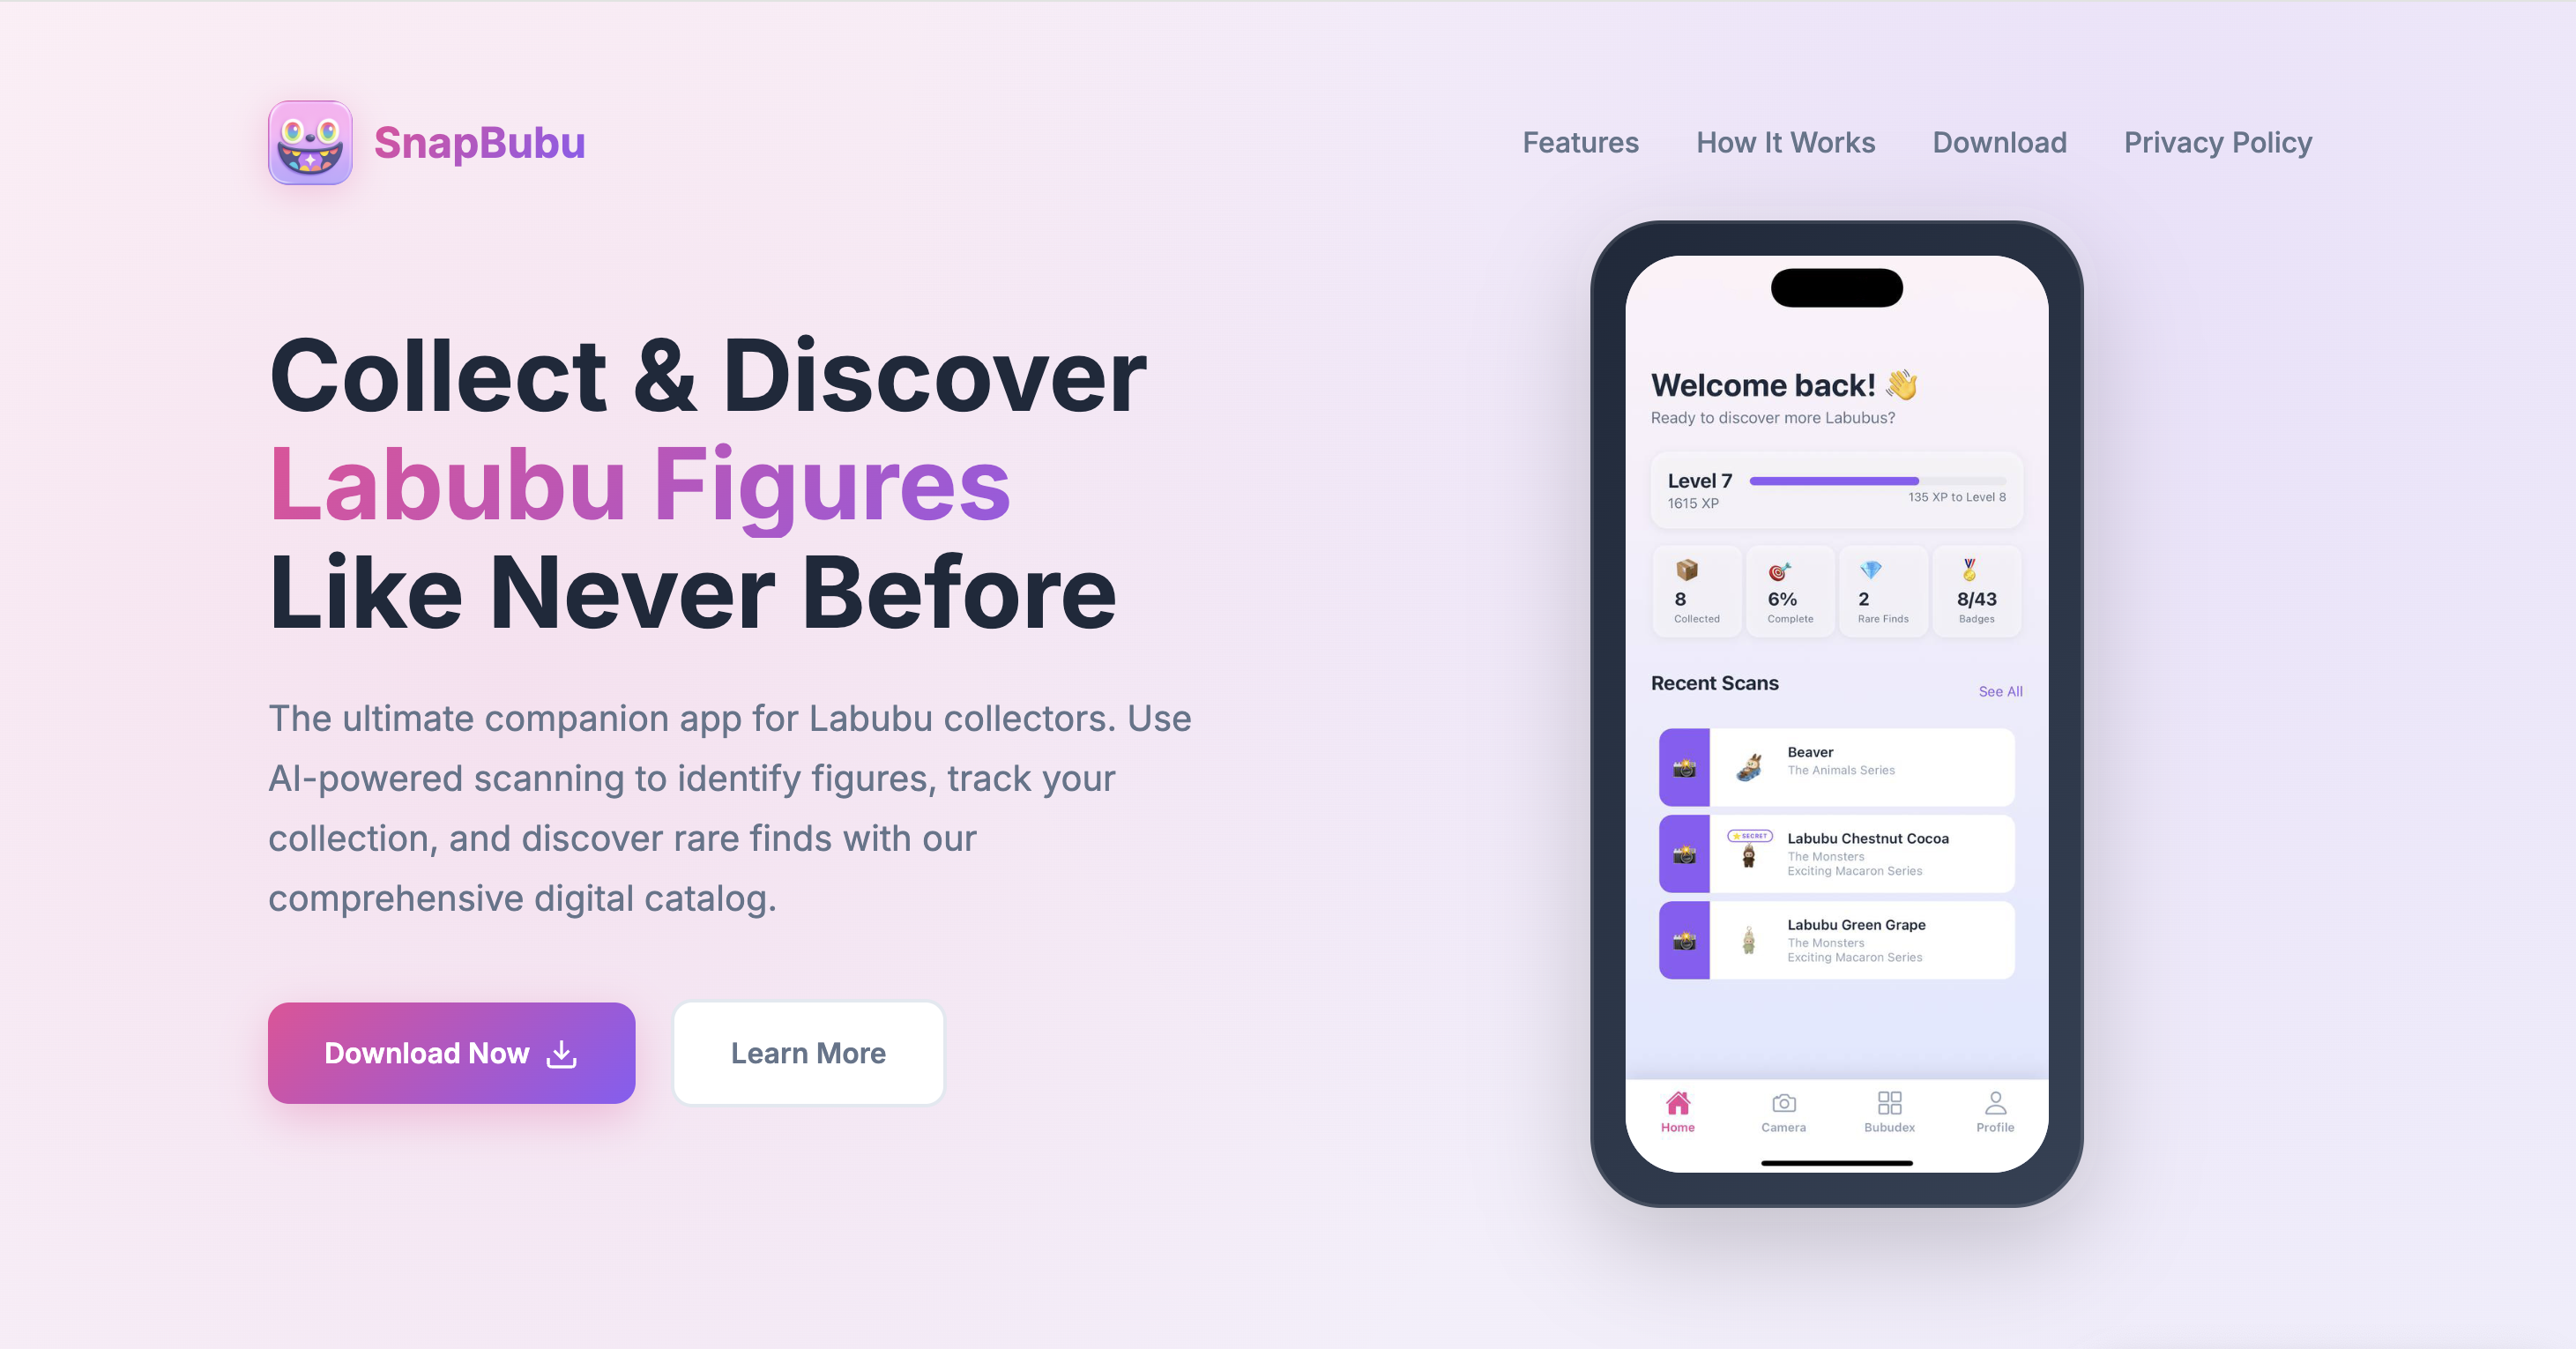 SnapBubu
Features
How It Works
Download
Privacy Policy
Collect & Discover
Labubu Figures
Like Never Before
The ultimate companion app for Labubu collectors. Use
AI-powered scanning to identify figures, track your
collection, and discover rare finds with our
comprehensive digital catalog.
Download Now
Learn More
Welcome back! 👋
Ready to discover more Labubus?
Level 7
1615 XP
135 XP to Level 8
8
Collected
6%
Complete
2
Rare Finds
8/43
Badges
Recent Scans
See All
Beaver
The Animals Series
SECRET
Labubu Chestnut Cocoa
The Monsters
Exciting Macaron Series
Labubu Green Grape
The Monsters
Exciting Macaron Series
Home
Camera
Bubudex
Profile